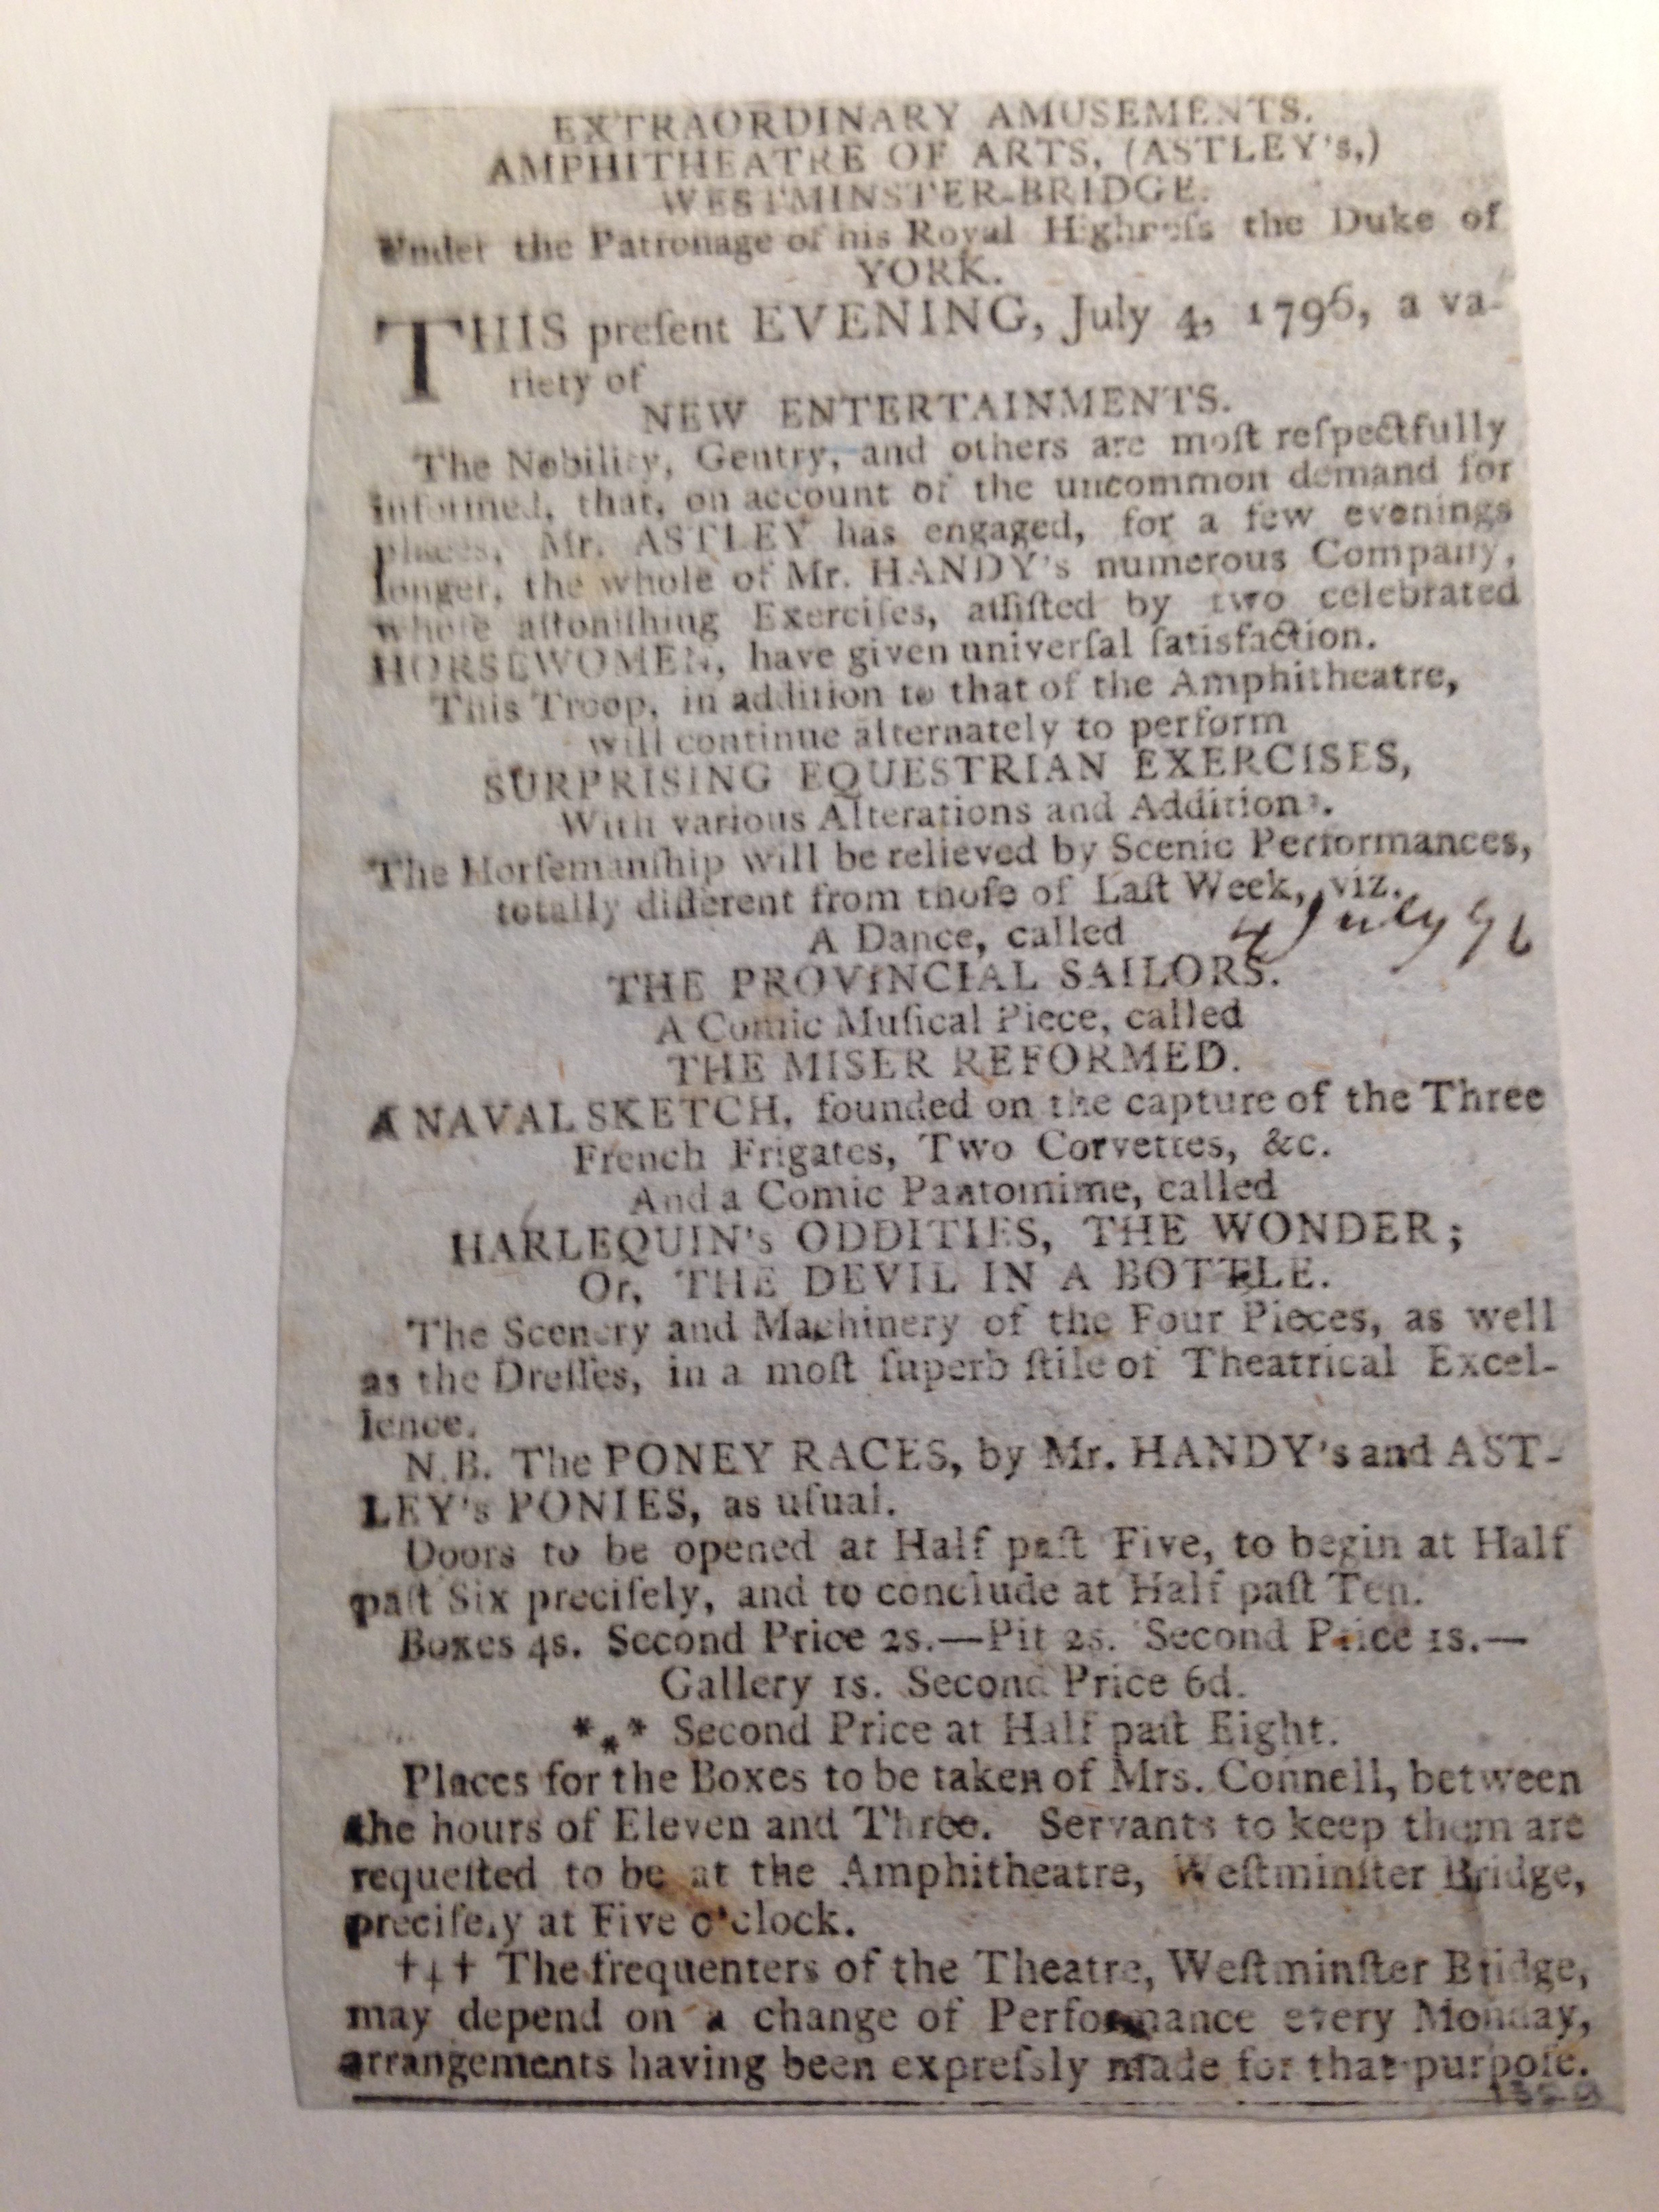 EXTRAORDINARY AMUSEMENTS.
AMPHITHEATRE OF ARTS, (ASTLEY's,)
WESTMINSTER-BRIDGE.
Under the Patronage of his Royal Highneſs the Duke of
YORK.
THIS preſent EVENING, July 4, 1796, a va-
riety of
NEW ENTERTAINMENTS.
The Nobility, Gentry, and others are moſt reſpectfully
informed, that, on account of the uncommon demand for
places, Mr. ASTLEY has engaged, for a few evenings
longer, the whole of Mr. HANDY's numerous Company,
whoſe aſtoniſhing Exerciſes, aſſiſted by two celebrated
HORSEWOMEN, have given univerſal ſatisfaction.
This Troop, in addition to that of the Amphitheatre,
will continue alternately to perform
SURPRISING EQUESTRIAN EXERCISES,
With various Alterations and Additions.
The Horſemanſhip will be relieved by Scenic Performances,
totally different from thoſe of Laſt Week, viz.
4 July 96
A Dance, called
THE PROVINCIAL SAILORS.
A Comic Muſical Piece, called
THE MISER REFORMED.
A NAVAL SKETCH, founded on the capture of the Three
French Frigates, Two Corvettes, &c.
And a Comic Pantomime, called
HARLEQUIN's ODDITIES, THE WONDER;
Or, THE DEVIL IN A BOTTLE.
The Scenery and Machinery of the Four Pieces, as well
as the Dreſſes, in a moſt ſuperb ſtile of Theatrical Excel-
lence.
N.B. The PONEY RACES, by Mr. HANDY's and AST-
LEY's PONIES, as uſual.
Doors to be opened at Half paſt Five, to begin at Half
paſt Six preciſely, and to conclude at Half paſt Ten.
Boxes 4s. Second Price 2s.—Pit 2s. Second Price 1s.—
Gallery 1s. Second Price 6d.
*⁎* Second Price at Half paſt Eight.
Places for the Boxes to be taken of Mrs. Connell, between
the hours of Eleven and Three. Servants to keep them are
requeſted to be at the Amphitheatre, Weſtminſter Bridge,
preciſely at Five o'clock.
†‡† The frequenters of the Theatre, Weſtminſter Bridge,
may depend on a change of Performance every Monday,
arrangements having been expreſsly made for that purpoſe.